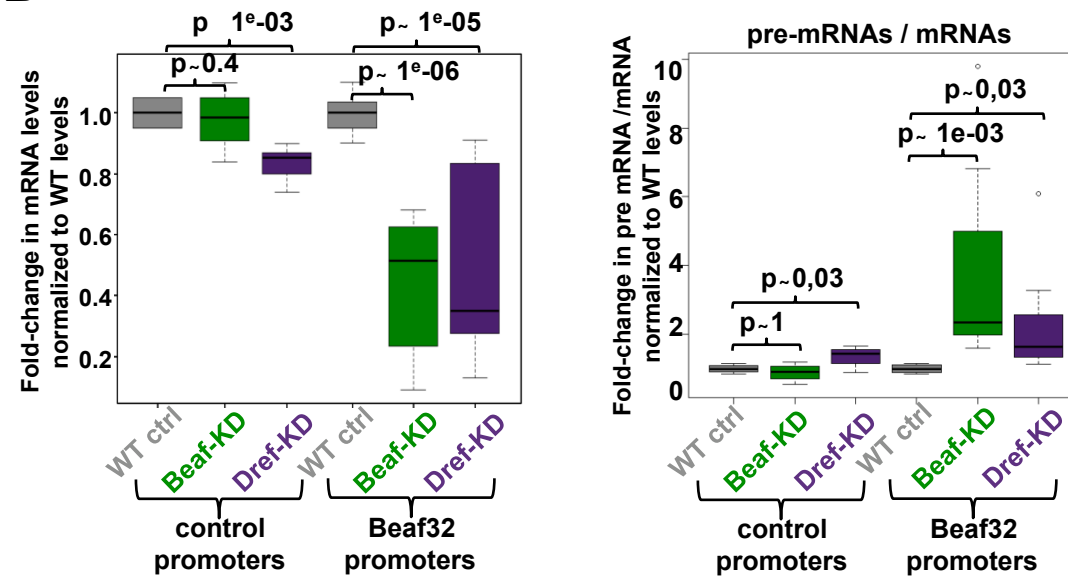 p 1e-03
p~ 1e-05
p~0.4
p~ 1e-06
Fold-change in mRNA levels
normalized to WT levels
1.0
0.8
0.6
0.4
0.2
WT ctrl
Beaf-KD
Dref-KD
WT ctrl
Beaf-KD
Dref-KD
control
promoters
Beaf32
promoters
pre-mRNAs / mRNAs
Fold-change in pre mRNA /mRNA
normalized to WT levels
10
8
6
4
2
0
p~0,03
p~ 1e-03
p~0,03
p~1
WT ctrl
Beaf-KD
Dref-KD
WT ctrl
Beaf-KD
Dref-KD
control
promoters
Beaf32
promoters